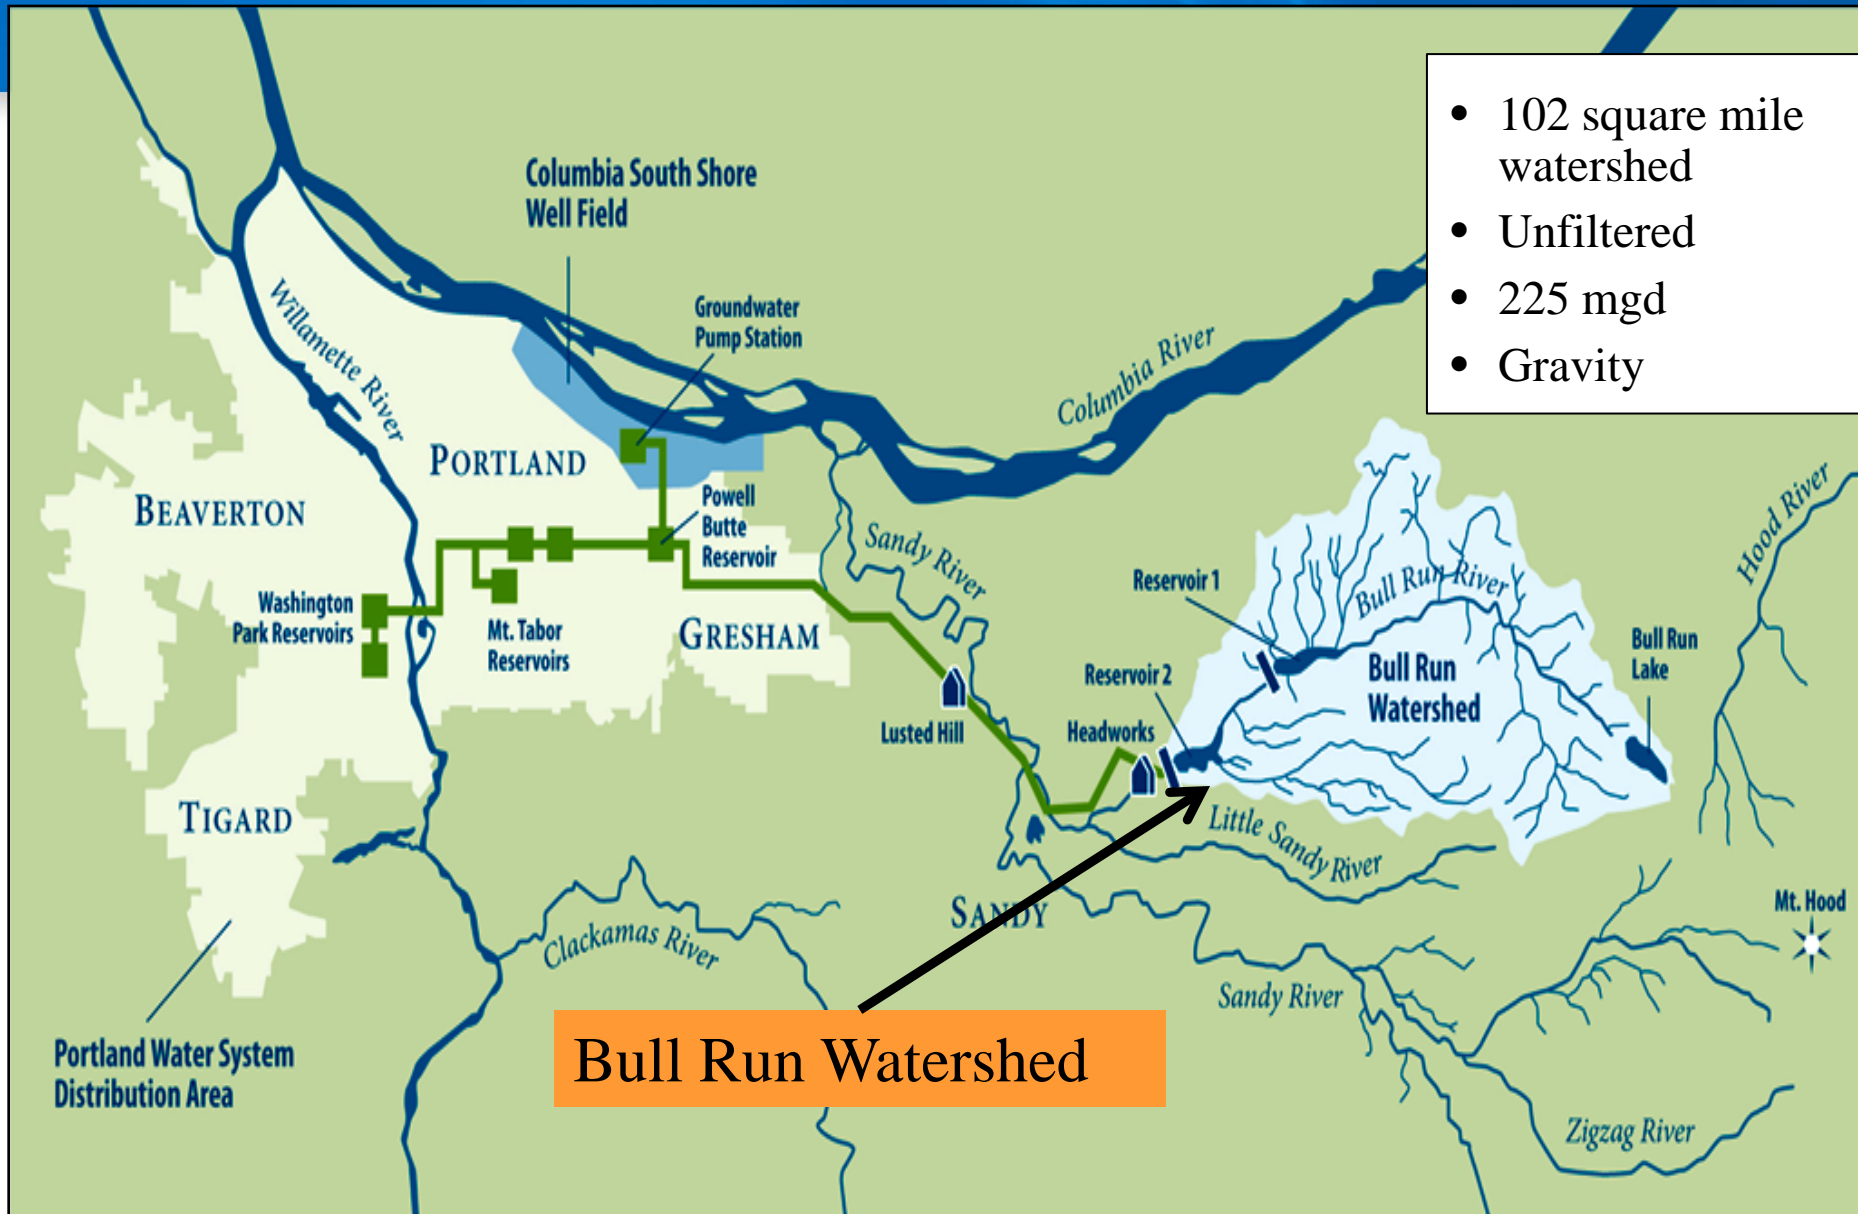 • 102 square mile
watershed
• Unfiltered
• 225 mgd
• Gravity
Columbia South Shore
Well Field
Groundwater
Pump Station
Willamette River
Columbia River
PORTLAND
BEAVERTON
Powell
Butte
Reservoir
Sandy River
Hood River
Reservoir 1
Bull Run River
Washington
Park Reservoirs
Mt. Tabor
Reservoirs
GRESHAM
Bull Run
Lake
Bull Run
Watershed
Reservoir 2
Lusted Hill
Headworks
TIGARD
Little Sandy River
SANDY
Mt. Hood
Clackamas River
Sandy River
Portland Water System
Distribution Area
Bull Run Watershed
Zigzag River